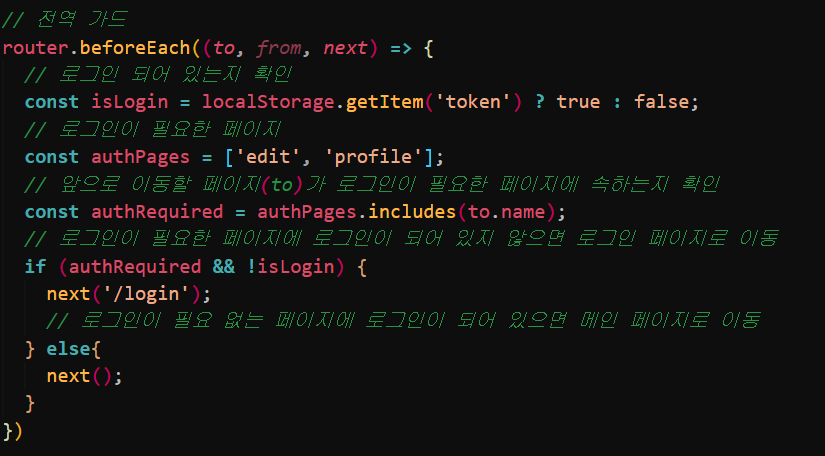 // 전역 가드
router.beforeEach((to, from, next) => {
// 로그인 되어 있는지 확인
const isLogin = localStorage.getItem('token') ? true : false;
// 로그인이 필요한 페이지
const authPages = ['edit', 'profile'];
// 앞으로 이동할 페이지(to)가 로그인이 필요한 페이지에 속하는지 확인
const authRequired = authPages.includes(to.name);
// 로그인이 필요한 페이지에 로그인이 되어 있지 않으면 로그인 페이지로 이동
if (authRequired && !isLogin) {
next('/login');
// 로그인이 필요 없는 페이지에 로그인이 되어 있으면 메인 페이지로 이동
} else{
next();
}
})